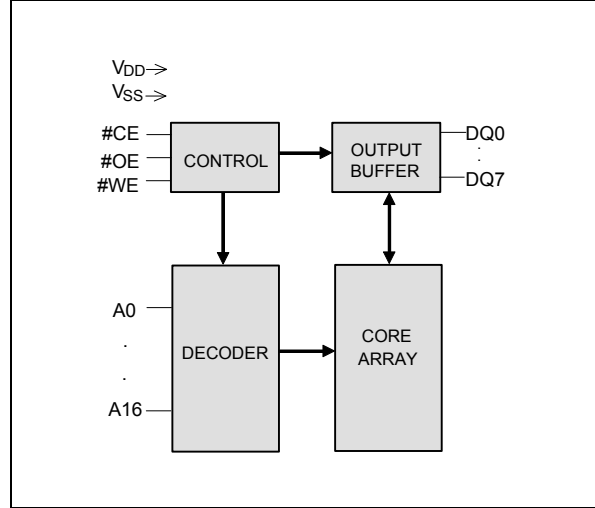 VDD
VSS
#CE
#OE
#WE
CONTROL
OUTPUT
BUFFER
DQ0
.
.
DQ7
A0
.
.
A16
DECODER
CORE
ARRAY